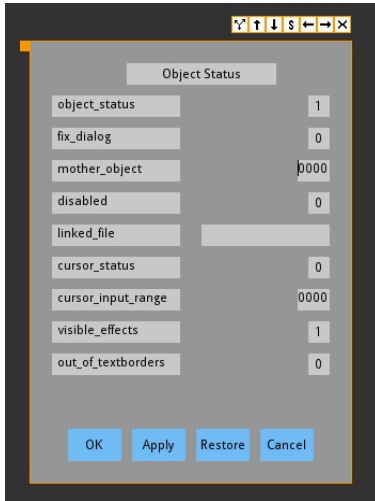 Object Status
object_status 1
fix_dialog 0
mother_object 0000
disabled 0
linked_file
cursor_status 0
cursor_input_range 0000
visible_effects 1
out_of_textborders 0
OK Apply Restore Cancel